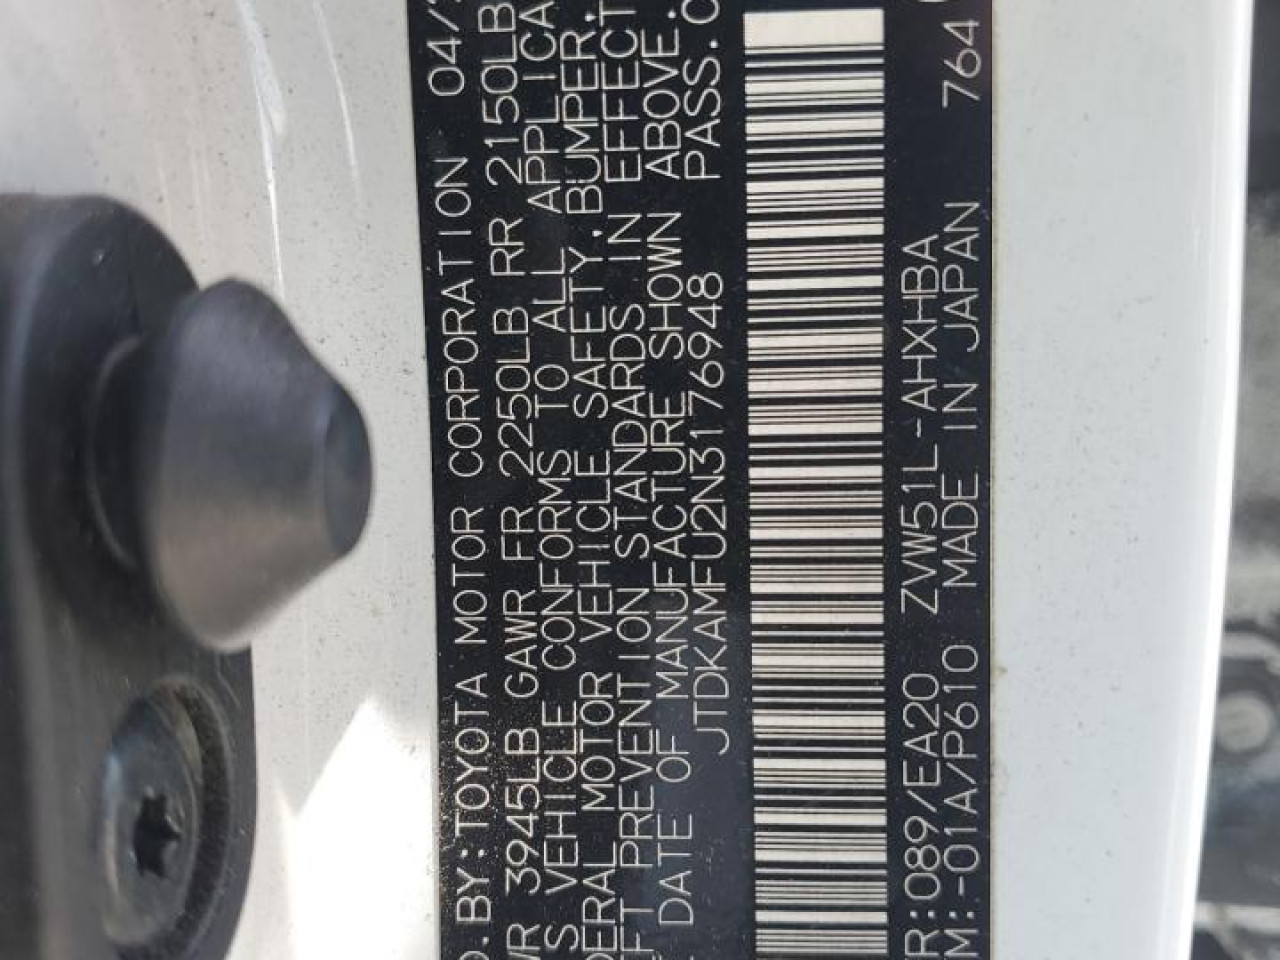 D.BY:TOYOTA MOTOR CORPORATION 04/
WR 3945LB GAWR FR 2250LB RR 2150LB
S VEHICLE CONFORMS TO ALL APPLICA
DERAL MOTOR VEHICLE SAFETY, BUMPER,
EFT PREVENTION STANDARDS IN EFFECT
DATE OF MANUFACTURE SHOWN ABOVE.
JTDKAMFU2N3176948 PASS.C
R:089/EA20 ZVW51L-AHXHBA
M:-01A/P610 MADE IN JAPAN 764